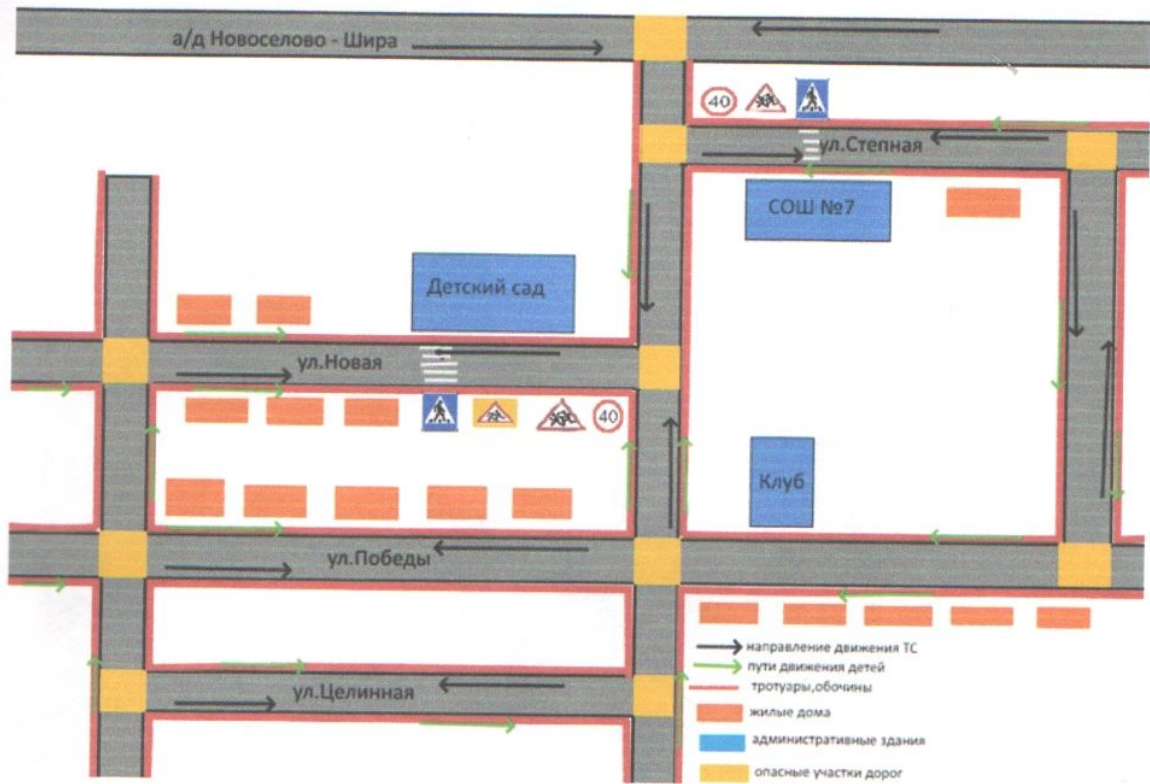 а/д Новоселово - Шира
40
ул.Степная
СОШ №7
Детский сад
ул.Новая
40
Клуб
ул.Победы
направление движения ТС
пути движения детей
тротуары,обочины
ул.Целинная
жилые дома
административные здания
опасные участки дорог